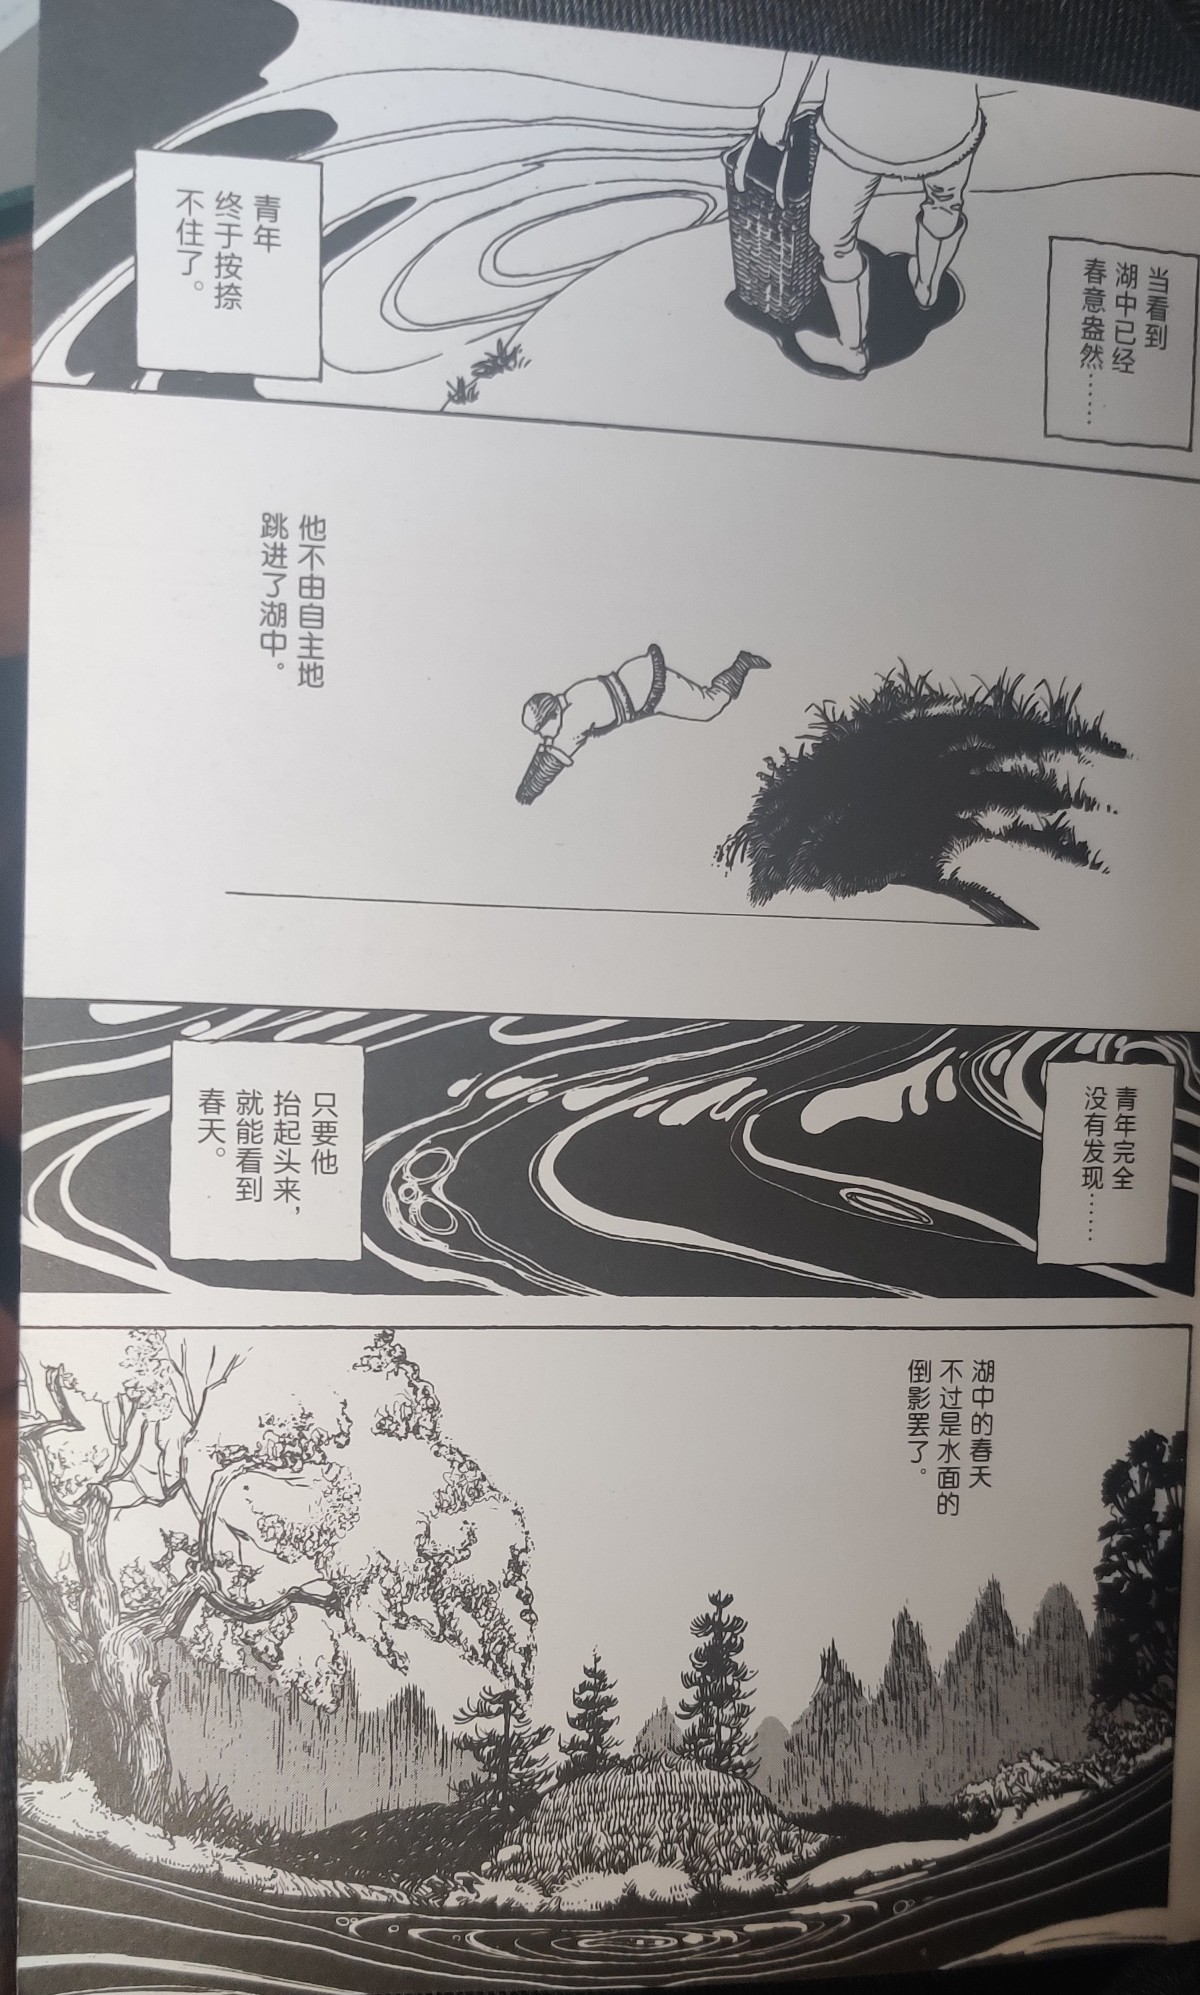 当看到
湖中已经
春意盎然……
青年
终于按捺
不住了。
他不由自主地
跳进了湖中。
青年完全
没有发现……
只要他
抬起头来，
就能看到
春天。
湖中的春天
不过是水面的
倒影罢了。